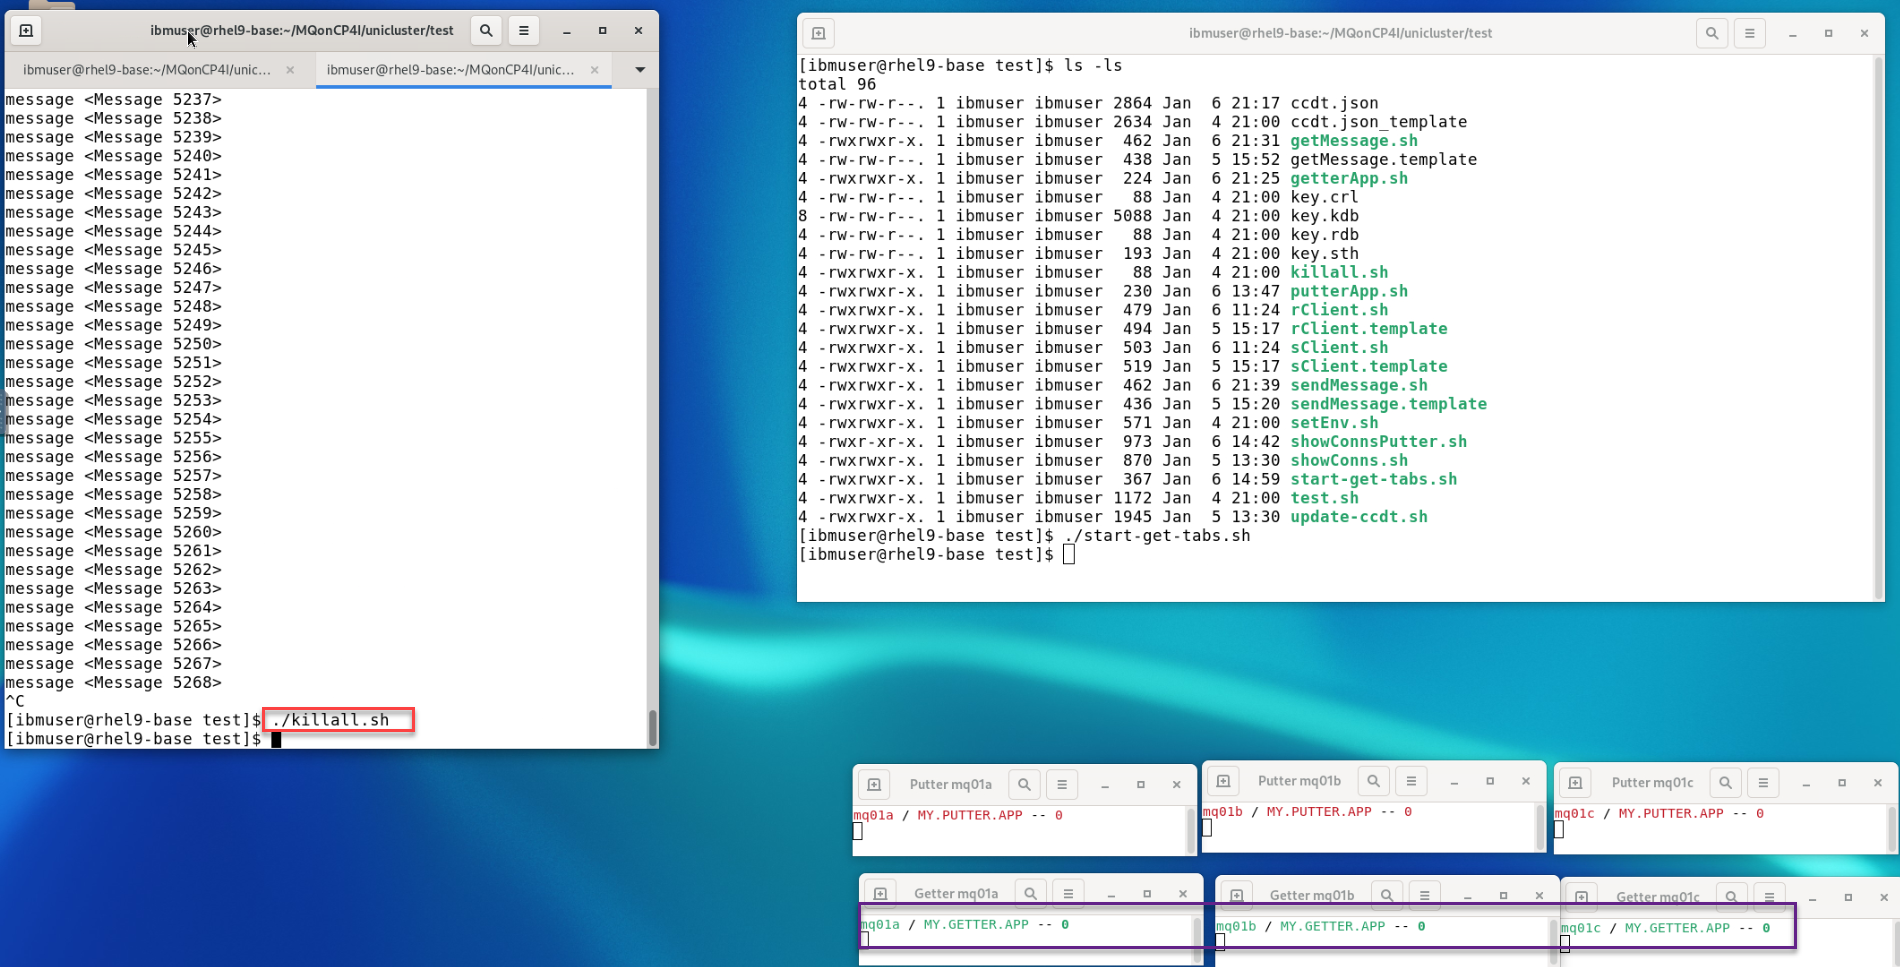 ibmuser@rhel9-base:~/MQonCP4I/unicluster/test
ibmuser@rhel9-base:~/MQonCP4I/unic...
ibmuser@rhel9-base:~/MQonCP4I/unic...
message <Message 5237>
message <Message 5238>
message <Message 5239>
message <Message 5240>
message <Message 5241>
message <Message 5242>
message <Message 5243>
message <Message 5244>
message <Message 5245>
message <Message 5246>
message <Message 5247>
message <Message 5248>
message <Message 5249>
message <Message 5250>
message <Message 5251>
message <Message 5252>
message <Message 5253>
message <Message 5254>
message <Message 5255>
message <Message 5256>
message <Message 5257>
message <Message 5258>
message <Message 5259>
message <Message 5260>
message <Message 5261>
message <Message 5262>
message <Message 5263>
message <Message 5264>
message <Message 5265>
message <Message 5266>
message <Message 5267>
message <Message 5268>
^C
[ibmuser@rhel9-base test]$ ./killall.sh
[ibmuser@rhel9-base test]$
ibmuser@rhel9-base:~/MQonCP4I/unicluster/test
[ibmuser@rhel9-base test]$ ls -ls
total 96
4 -rw-rw-r--. 1 ibmuser ibmuser 2864 Jan  6 21:17 ccdt.json
4 -rw-rw-r--. 1 ibmuser ibmuser 2634 Jan  4 21:00 ccdt.json_template
4 -rwxrwxr-x. 1 ibmuser ibmuser  462 Jan  6 21:31 getMessage.sh
4 -rw-rw-r--. 1 ibmuser ibmuser  438 Jan  5 15:52 getMessage.template
4 -rwxrwxr-x. 1 ibmuser ibmuser  224 Jan  6 21:25 getterApp.sh
4 -rw-rw-r--. 1 ibmuser ibmuser   88 Jan  4 21:00 key.crl
8 -rw-rw-r--. 1 ibmuser ibmuser 5088 Jan  4 21:00 key.kdb
4 -rw-rw-r--. 1 ibmuser ibmuser   88 Jan  4 21:00 key.rdb
4 -rw-rw-r--. 1 ibmuser ibmuser  193 Jan  4 21:00 key.sth
4 -rwxrwxr-x. 1 ibmuser ibmuser   88 Jan  4 21:00 killall.sh
4 -rwxrwxr-x. 1 ibmuser ibmuser  230 Jan  6 13:47 putterApp.sh
4 -rwxrwxr-x. 1 ibmuser ibmuser  479 Jan  6 11:24 rClient.sh
4 -rwxrwxr-x. 1 ibmuser ibmuser  494 Jan  5 15:17 rClient.template
4 -rwxrwxr-x. 1 ibmuser ibmuser  503 Jan  6 11:24 sClient.sh
4 -rwxrwxr-x. 1 ibmuser ibmuser  519 Jan  5 15:17 sClient.template
4 -rwxrwxr-x. 1 ibmuser ibmuser  462 Jan  6 21:39 sendMessage.sh
4 -rwxrwxr-x. 1 ibmuser ibmuser  436 Jan  5 15:20 sendMessage.template
4 -rwxrwxr-x. 1 ibmuser ibmuser  571 Jan  4 21:00 setEnv.sh
4 -rwxr-xr-x. 1 ibmuser ibmuser  973 Jan  6 14:42 showConnsPutter.sh
4 -rwxrwxr-x. 1 ibmuser ibmuser  870 Jan  5 13:30 showConns.sh
4 -rwxrwxr-x. 1 ibmuser ibmuser  367 Jan  6 14:59 start-get-tabs.sh
4 -rwxrwxr-x. 1 ibmuser ibmuser 1172 Jan  4 21:00 test.sh
4 -rwxrwxr-x. 1 ibmuser ibmuser 1945 Jan  5 13:30 update-ccdt.sh
[ibmuser@rhel9-base test]$ ./start-get-tabs.sh
[ibmuser@rhel9-base test]$
Putter mq01a
mq01a / MY.PUTTER.APP -- 0
Putter mq01b
mq01b / MY.PUTTER.APP -- 0
Putter mq01c
mq01c / MY.PUTTER.APP -- 0
Getter mq01a
mq01a / MY.GETTER.APP -- 0
Getter mq01b
mq01b / MY.GETTER.APP -- 0
Getter mq01c
mq01c / MY.GETTER.APP -- 0